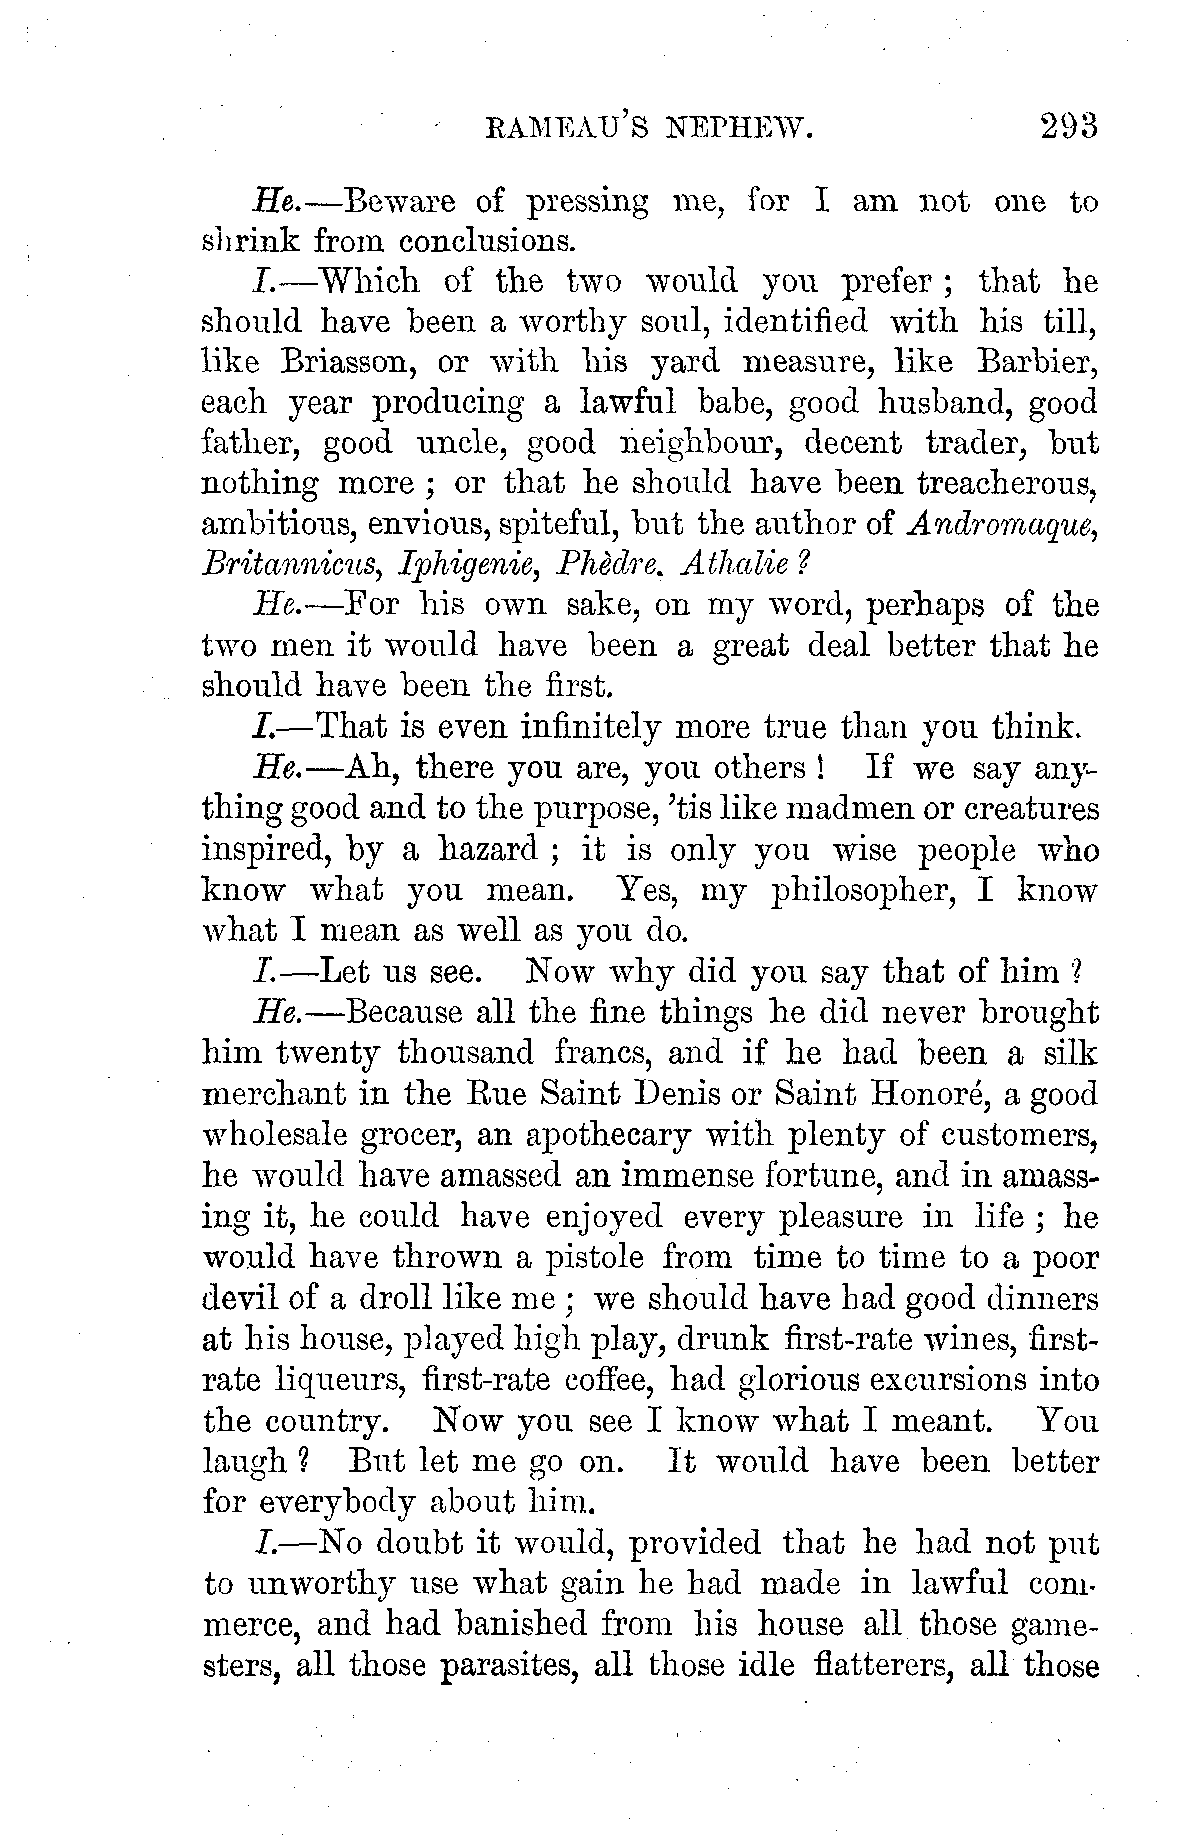 RAMEAU'S NEPHEW. 293
He.—Beware of pressing me, for I am not one to
shrink from conclusions.
I.—Which of the two would you prefer ; that he
should have been a worthy soul, identified with his till,
like Briasson, or with his yard measure, like Barbier,
each year producing a lawful babe, good husband, good
father, good uncle, good neighbour, decent trader, but
nothing more ; or that he should have been treacherous,
ambitious, envious, spiteful, but the author of Andromaque,
Britannicus, Iphigenie, Phèdre. Athalie ?
He.—For his own sake, on my word, perhaps of the
two men it would have been a great deal better that he
should have been the first.
I.—That is even infinitely more true than you think.
He.—Ah, there you are, you others ! If we say any-
thing good and to the purpose, 'tis like madmen or creatures
inspired, by a hazard ; it is only you wise people who
know what you mean. Yes, my philosopher, I know
what I mean as well as you do.
I.—Let us see. Now why did you say that of him ?
He.—Because all the fine things he did never brought
him twenty thousand francs, and if he had been a silk
merchant in the Rue Saint Denis or Saint Honoré, a good
wholesale grocer, an apothecary with plenty of customers,
he would have amassed an immense fortune, and in amass-
ing it, he could have enjoyed every pleasure in life ; he
would have thrown a pistole from time to time to a poor
devil of a droll like me ; we should have had good dinners
at his house, played high play, drunk first-rate wines, first-
rate liqueurs, first-rate coffee, had glorious excursions into
the country. Now you see I know what I meant. You
laugh ? But let me go on. It would have been better
for everybody about him.
I.—No doubt it would, provided that he had not put
to unworthy use what gain he had made in lawful com-
merce, and had banished from his house all those game-
sters, all those parasites, all those idle flatterers, all those